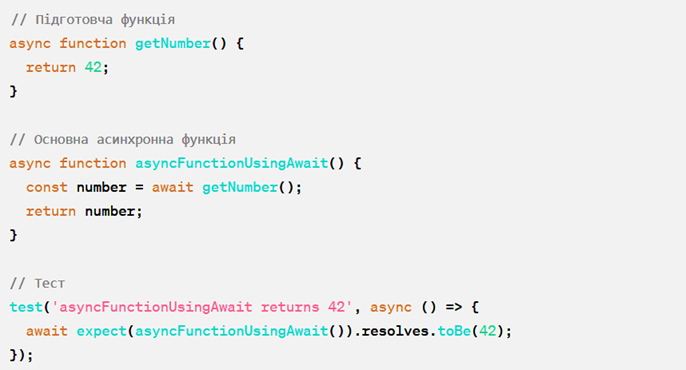 // Підготовча функція
async function getNumber() {
  return 42;
}

// Основна асинхронна функція
async function asyncFunctionUsingAwait() {
  const number = await getNumber();
  return number;
}

// Тест
test('asyncFunctionUsingAwait returns 42', async () => {
  await expect(asyncFunctionUsingAwait()).resolves.toBe(42);
});